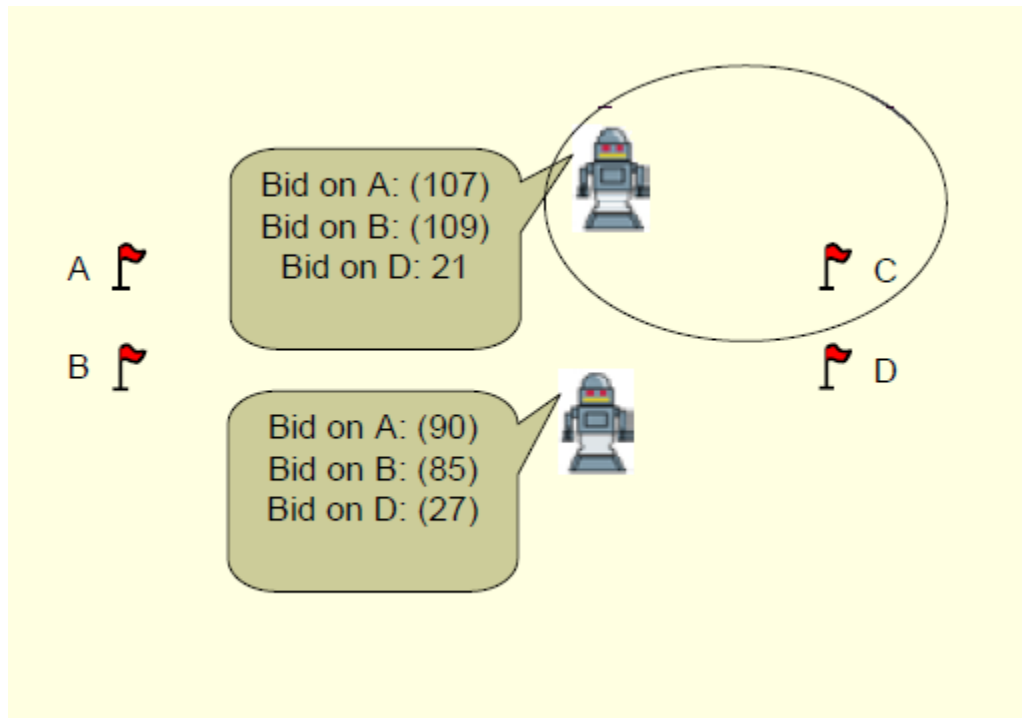 Bid on A: (107)
Bid on B: (109)
Bid on D: 21
A
C
B
D
Bid on A: (90)
Bid on B: (85)
Bid on D: (27)